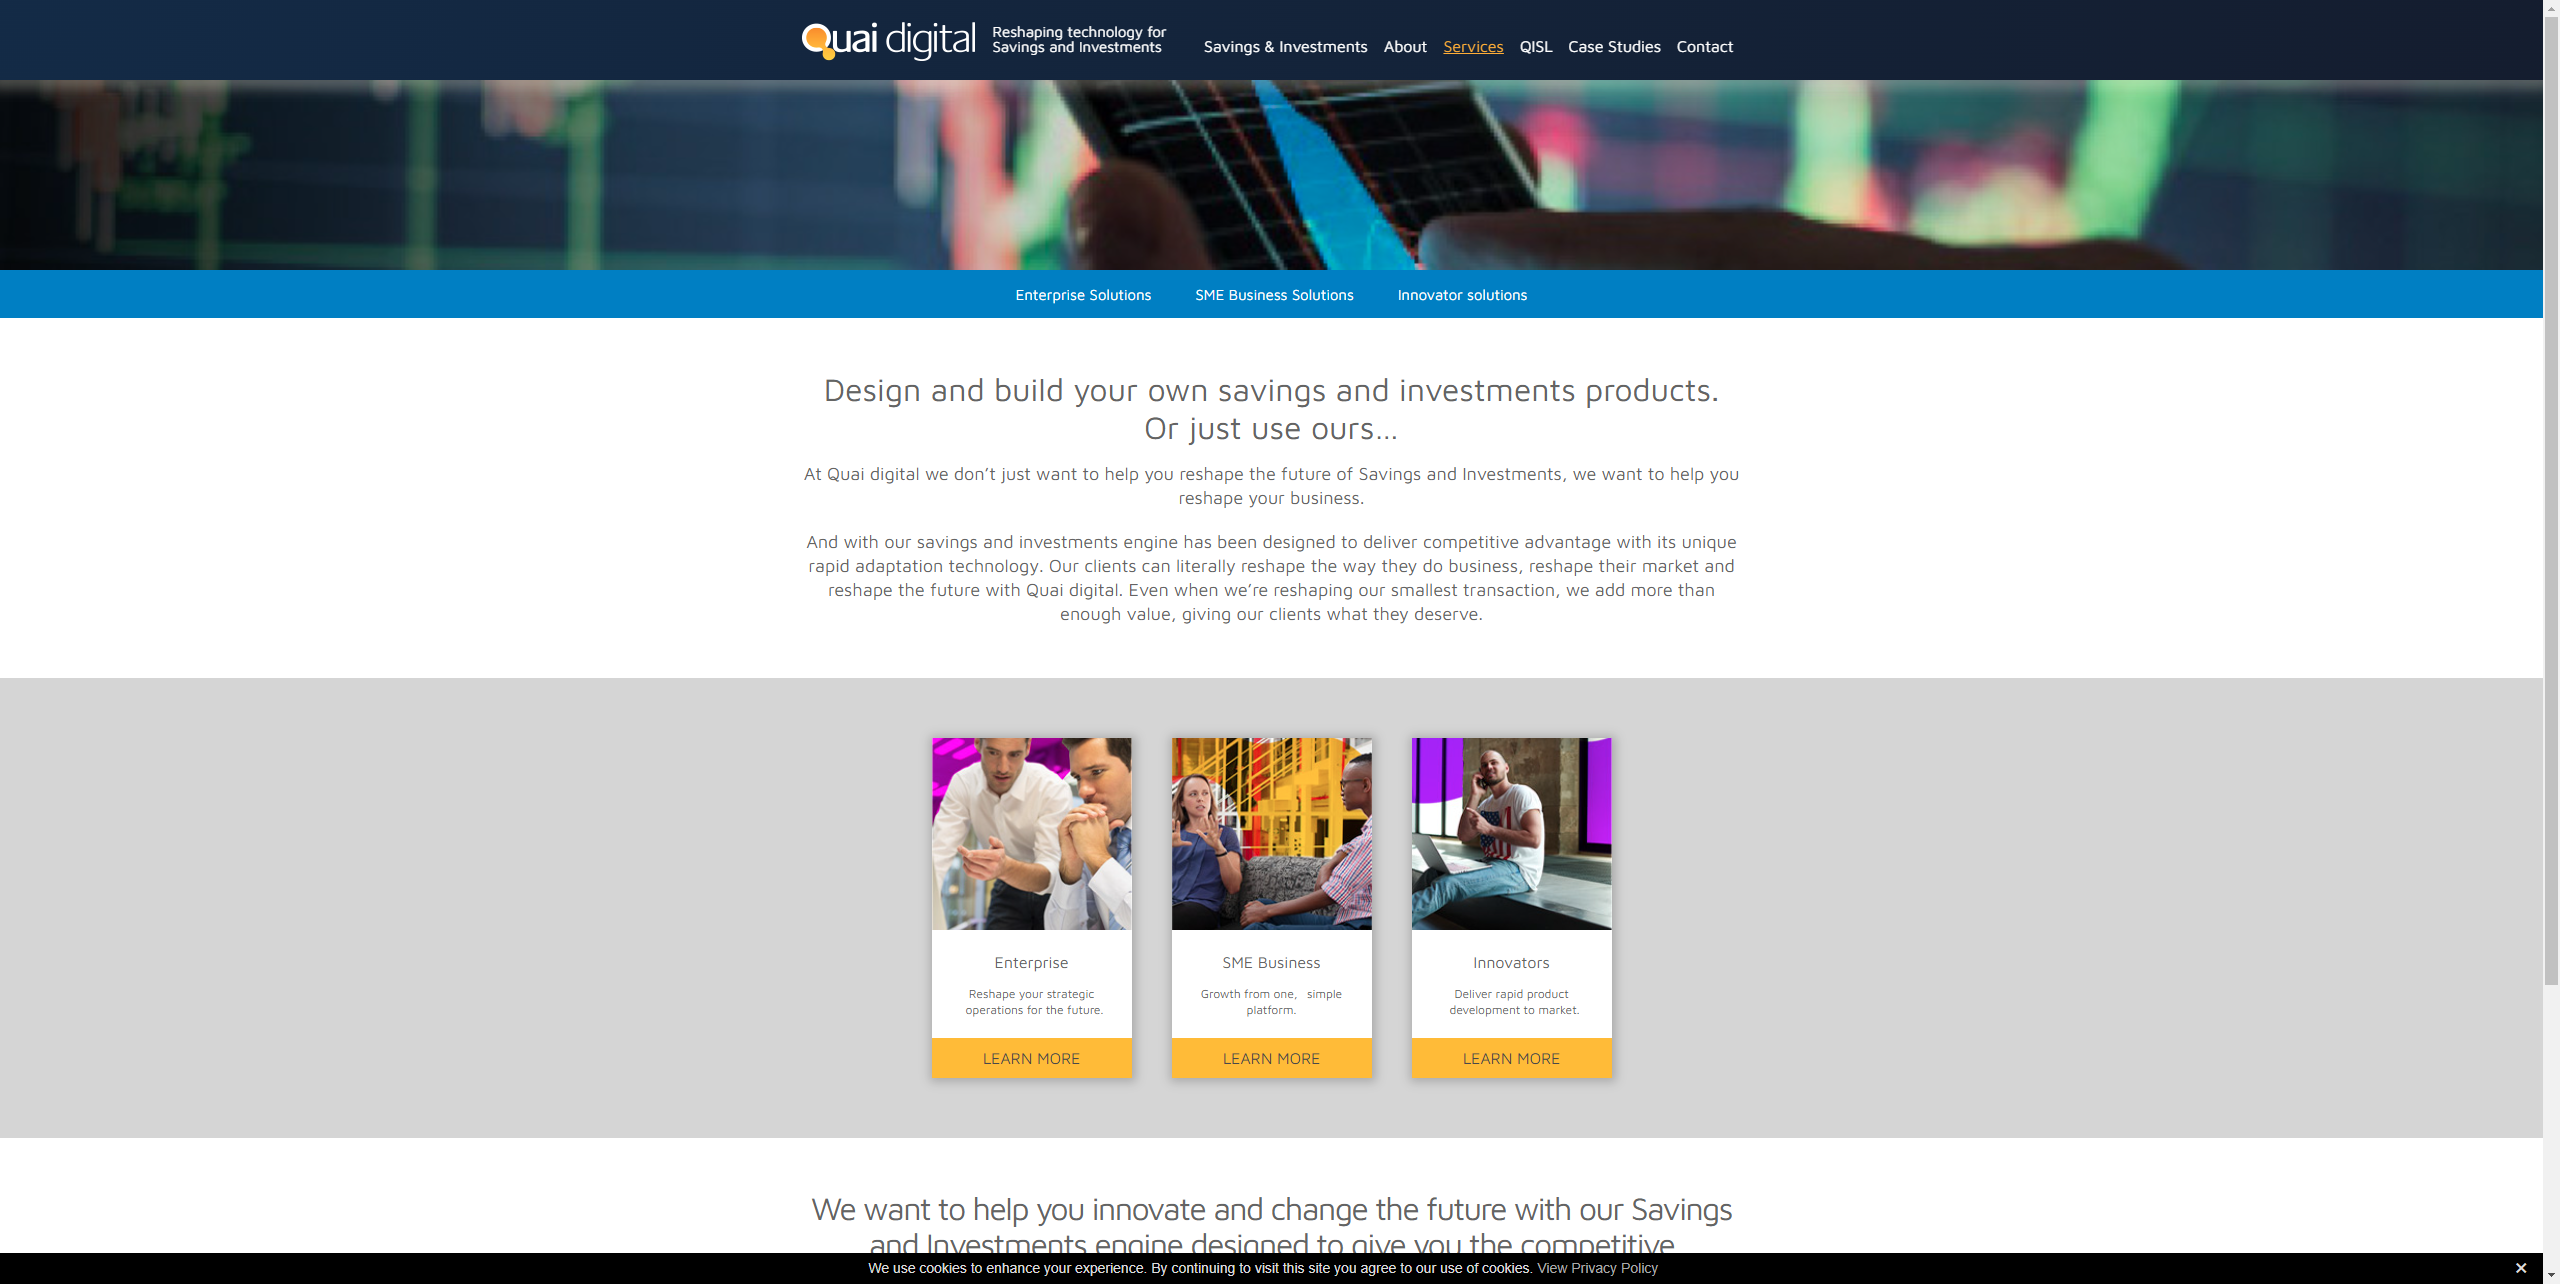 Quai digital
Reshaping technology for
Savings and Investments
Savings & Investments About Services QISL Case Studies Contact
Enterprise Solutions SME Business Solutions Innovator solutions
Design and build your own savings and investments products.
Or just use ours...
At Quai digital we don’t just want to help you reshape the future of Savings and Investments, we want to help you
reshape your business.
And with our savings and investments engine has been designed to deliver competitive advantage with its unique
rapid adaptation technology. Our clients can literally reshape the way they do business, reshape their market and
reshape the future with Quai digital. Even when we’re reshaping our smallest transaction, we add more than
enough value, giving our clients what they deserve.
Enterprise
Reshape your strategic
operations for the future.
LEARN MORE
SME Business
Growth from one, simple
platform.
LEARN MORE
Innovators
Deliver rapid product
development to market.
LEARN MORE
We want to help you innovate and change the future with our Savings
and Investments engine designed to give you the competitive
We use cookies to enhance your experience. By continuing to visit this site you agree to our use of cookies. View Privacy Policy ✕